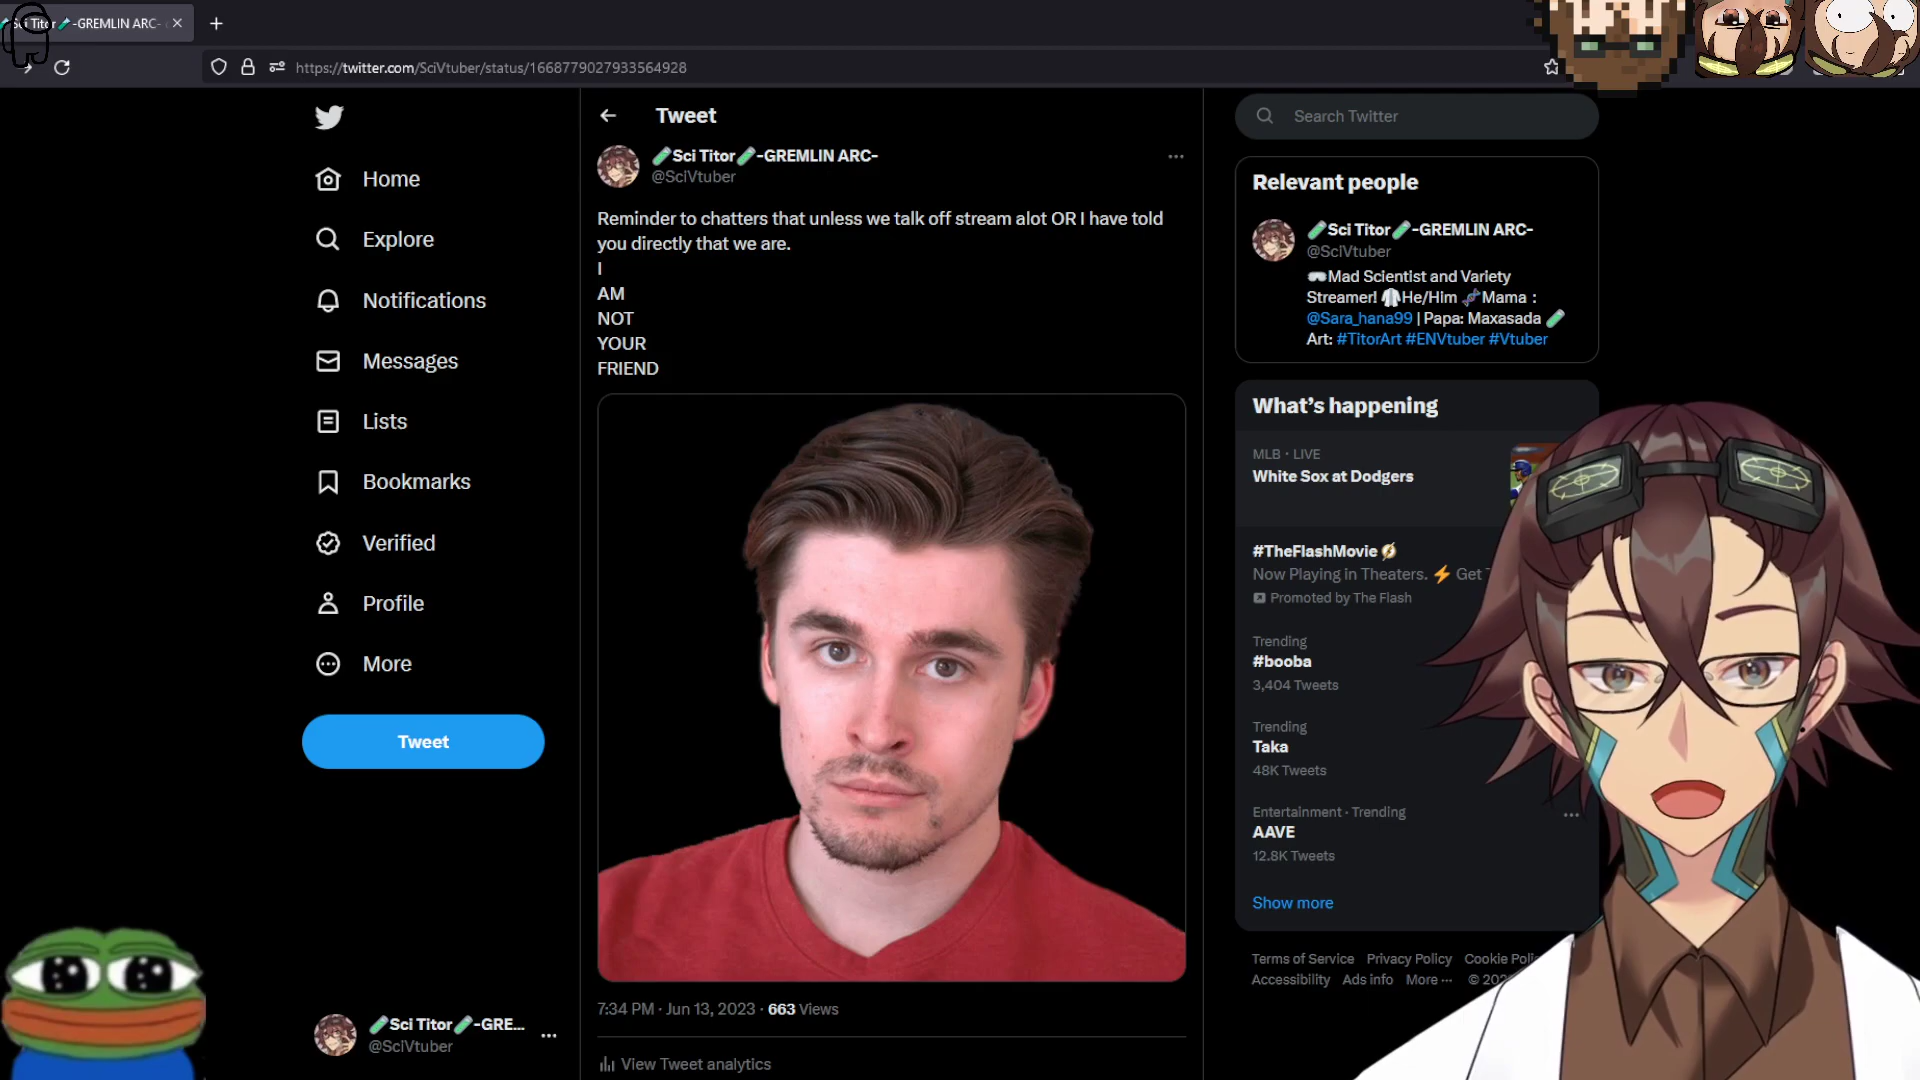 Sci Titor -GREMLIN ARC-
https://twitter.com/SciVtuber/status/1668779027933564928
Home
Explore
Notifications
Messages
Lists
Bookmarks
Verified
Profile
More
Tweet
Sci Titor -GRE...
@SciVtuber
Tweet
Sci Titor -GREMLIN ARC-
@SciVtuber
Reminder to chatters that unless we talk off stream alot OR I have told
you directly that we are.
I
AM
NOT
YOUR
FRIEND
7:34 PM · Jun 13, 2023 · 663 Views
View Tweet analytics
Search Twitter
Relevant people
Sci Titor -GREMLIN ARC-
@SciVtuber
Mad Scientist and Variety
Streamer! He/Him Mama :
@Sara_hana99 | Papa: Maxasada
Art: #TitorArt #ENVtuber #Vtuber
What's happening
MLB · LIVE
White Sox at Dodgers
#TheFlashMovie
Now Playing in Theaters. Get
Promoted by The Flash
Trending
#booba
3,404 Tweets
Trending
Taka
48K Tweets
Entertainment · Trending
AAVE
12.8K Tweets
Show more
Terms of Service Privacy Policy Cookie
Accessibility Ads info More ··· ©